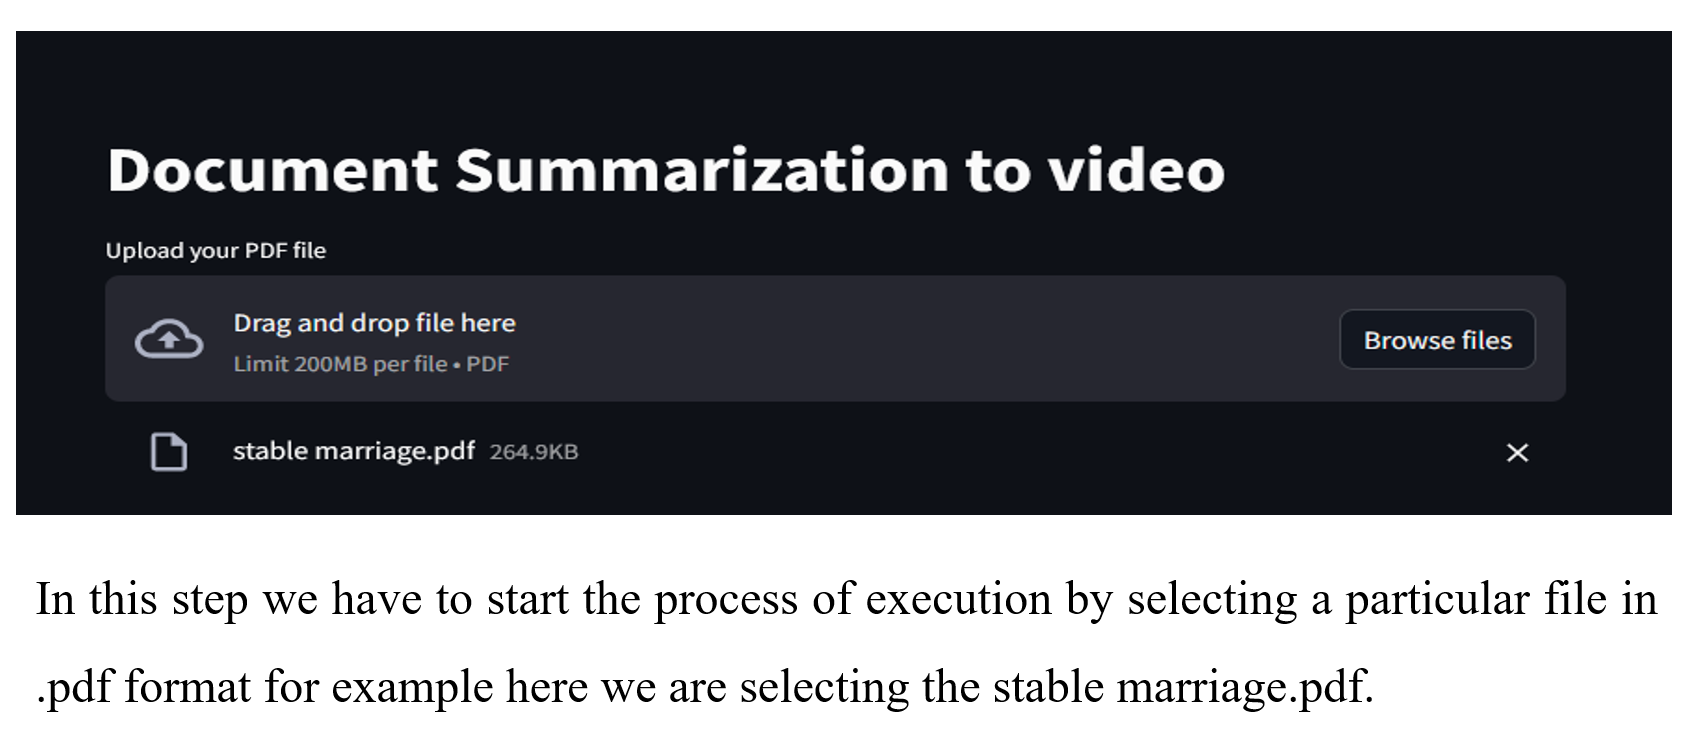 Document Summarization to video
Upload your PDF file
Drag and drop file here
Limit 200MB per file • PDF
Browse files
stable marriage.pdf 264.9KB
In this step we have to start the process of execution by selecting a particular file in
.pdf format for example here we are selecting the stable marriage.pdf.